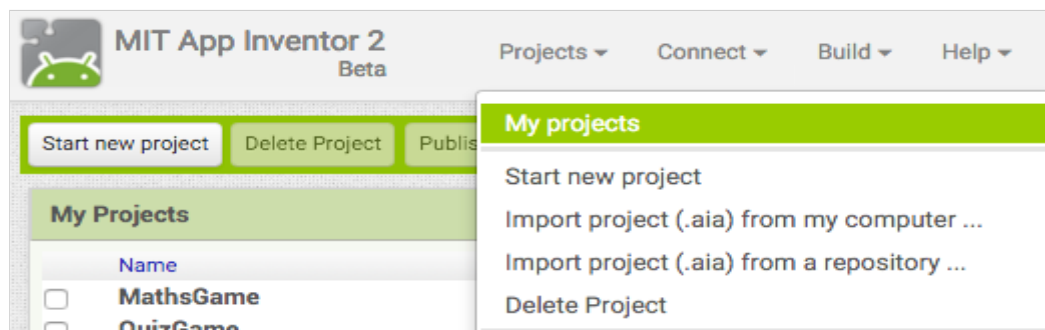 MIT App Inventor 2
Beta
Projects Connect Build Help
Start new project Delete Project
My projects
Start new project
Import project (.aia) from my computer ...
Import project (.aia) from a repository ...
Delete Project
My Projects
Name
MathsGame
QuizGame